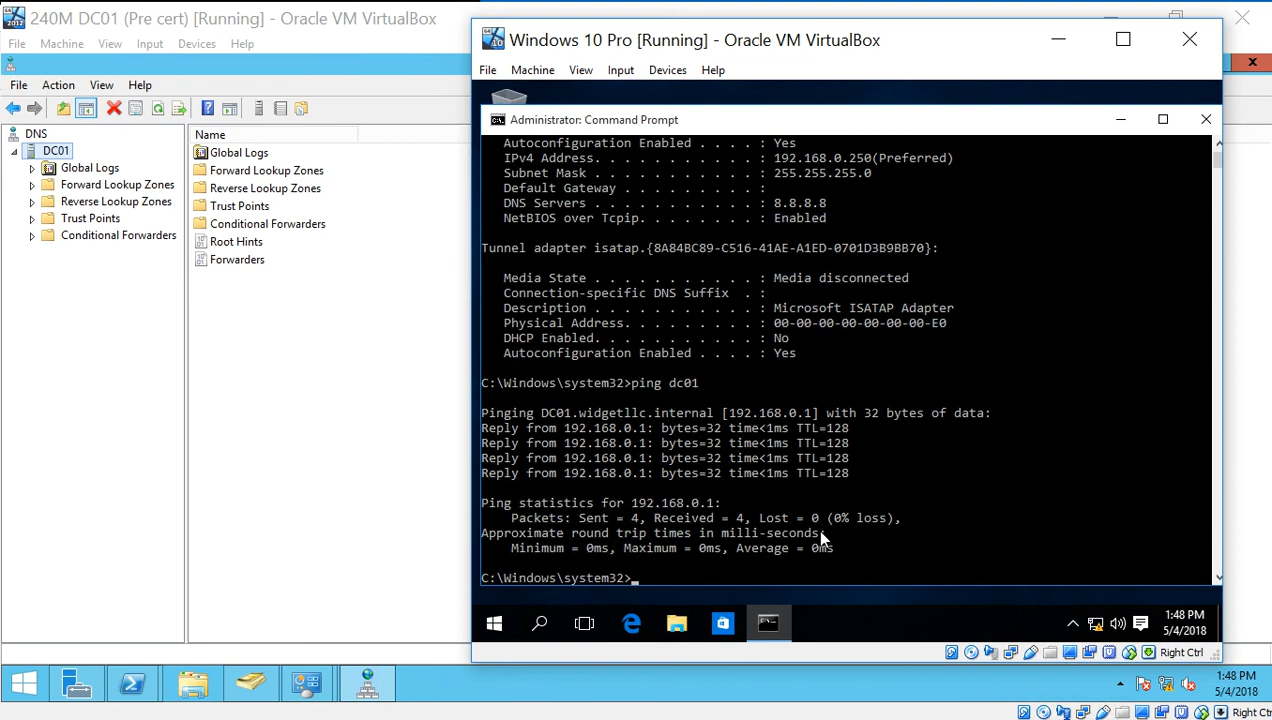 240M DC01 (Pre cert) [Running] - Oracle VM VirtualBox
File Machine View Input Devices Help
File Action View Help
DNS
DC01
Global Logs
Forward Lookup Zones
Reverse Lookup Zones
Trust Points
Conditional Forwarders
Name
Global Logs
Forward Lookup Zones
Reverse Lookup Zones
Trust Points
Conditional Forwarders
Root Hints
Forwarders
Windows 10 Pro [Running] - Oracle VM VirtualBox
File Machine View Input Devices Help
Administrator: Command Prompt
Autoconfiguration Enabled . . . . : Yes
IPv4 Address. . . . . . . . . . . : 192.168.0.250(Preferred)
Subnet Mask . . . . . . . . . . . : 255.255.255.0
Default Gateway . . . . . . . . . :
DNS Servers . . . . . . . . . . . : 8.8.8.8
NetBIOS over Tcpip. . . . . . . . : Enabled
Tunnel adapter isatap.{8A84BC89-C516-41AE-A1ED-0701D3B9BB70}:
Media State . . . . . . . . . . . : Media disconnected
Connection-specific DNS Suffix  . :
Description . . . . . . . . . . . : Microsoft ISATAP Adapter
Physical Address. . . . . . . . . : 00-00-00-00-00-00-00-E0
DHCP Enabled. . . . . . . . . . . : No
Autoconfiguration Enabled . . . . : Yes
C:\Windows\system32>ping dc01
Pinging DC01.widgetllc.internal [192.168.0.1] with 32 bytes of data:
Reply from 192.168.0.1: bytes=32 time<1ms TTL=128
Reply from 192.168.0.1: bytes=32 time<1ms TTL=128
Reply from 192.168.0.1: bytes=32 time<1ms TTL=128
Reply from 192.168.0.1: bytes=32 time<1ms TTL=128
Ping statistics for 192.168.0.1:
Packets: Sent = 4, Received = 4, Lost = 0 (0% loss),
Approximate round trip times in milli-seconds:
Minimum = 0ms, Maximum = 0ms, Average = 0ms
C:\Windows\system32>
1:48 PM
5/4/2018
Right Ctrl
1:48 PM
5/4/2018
Right Ctr